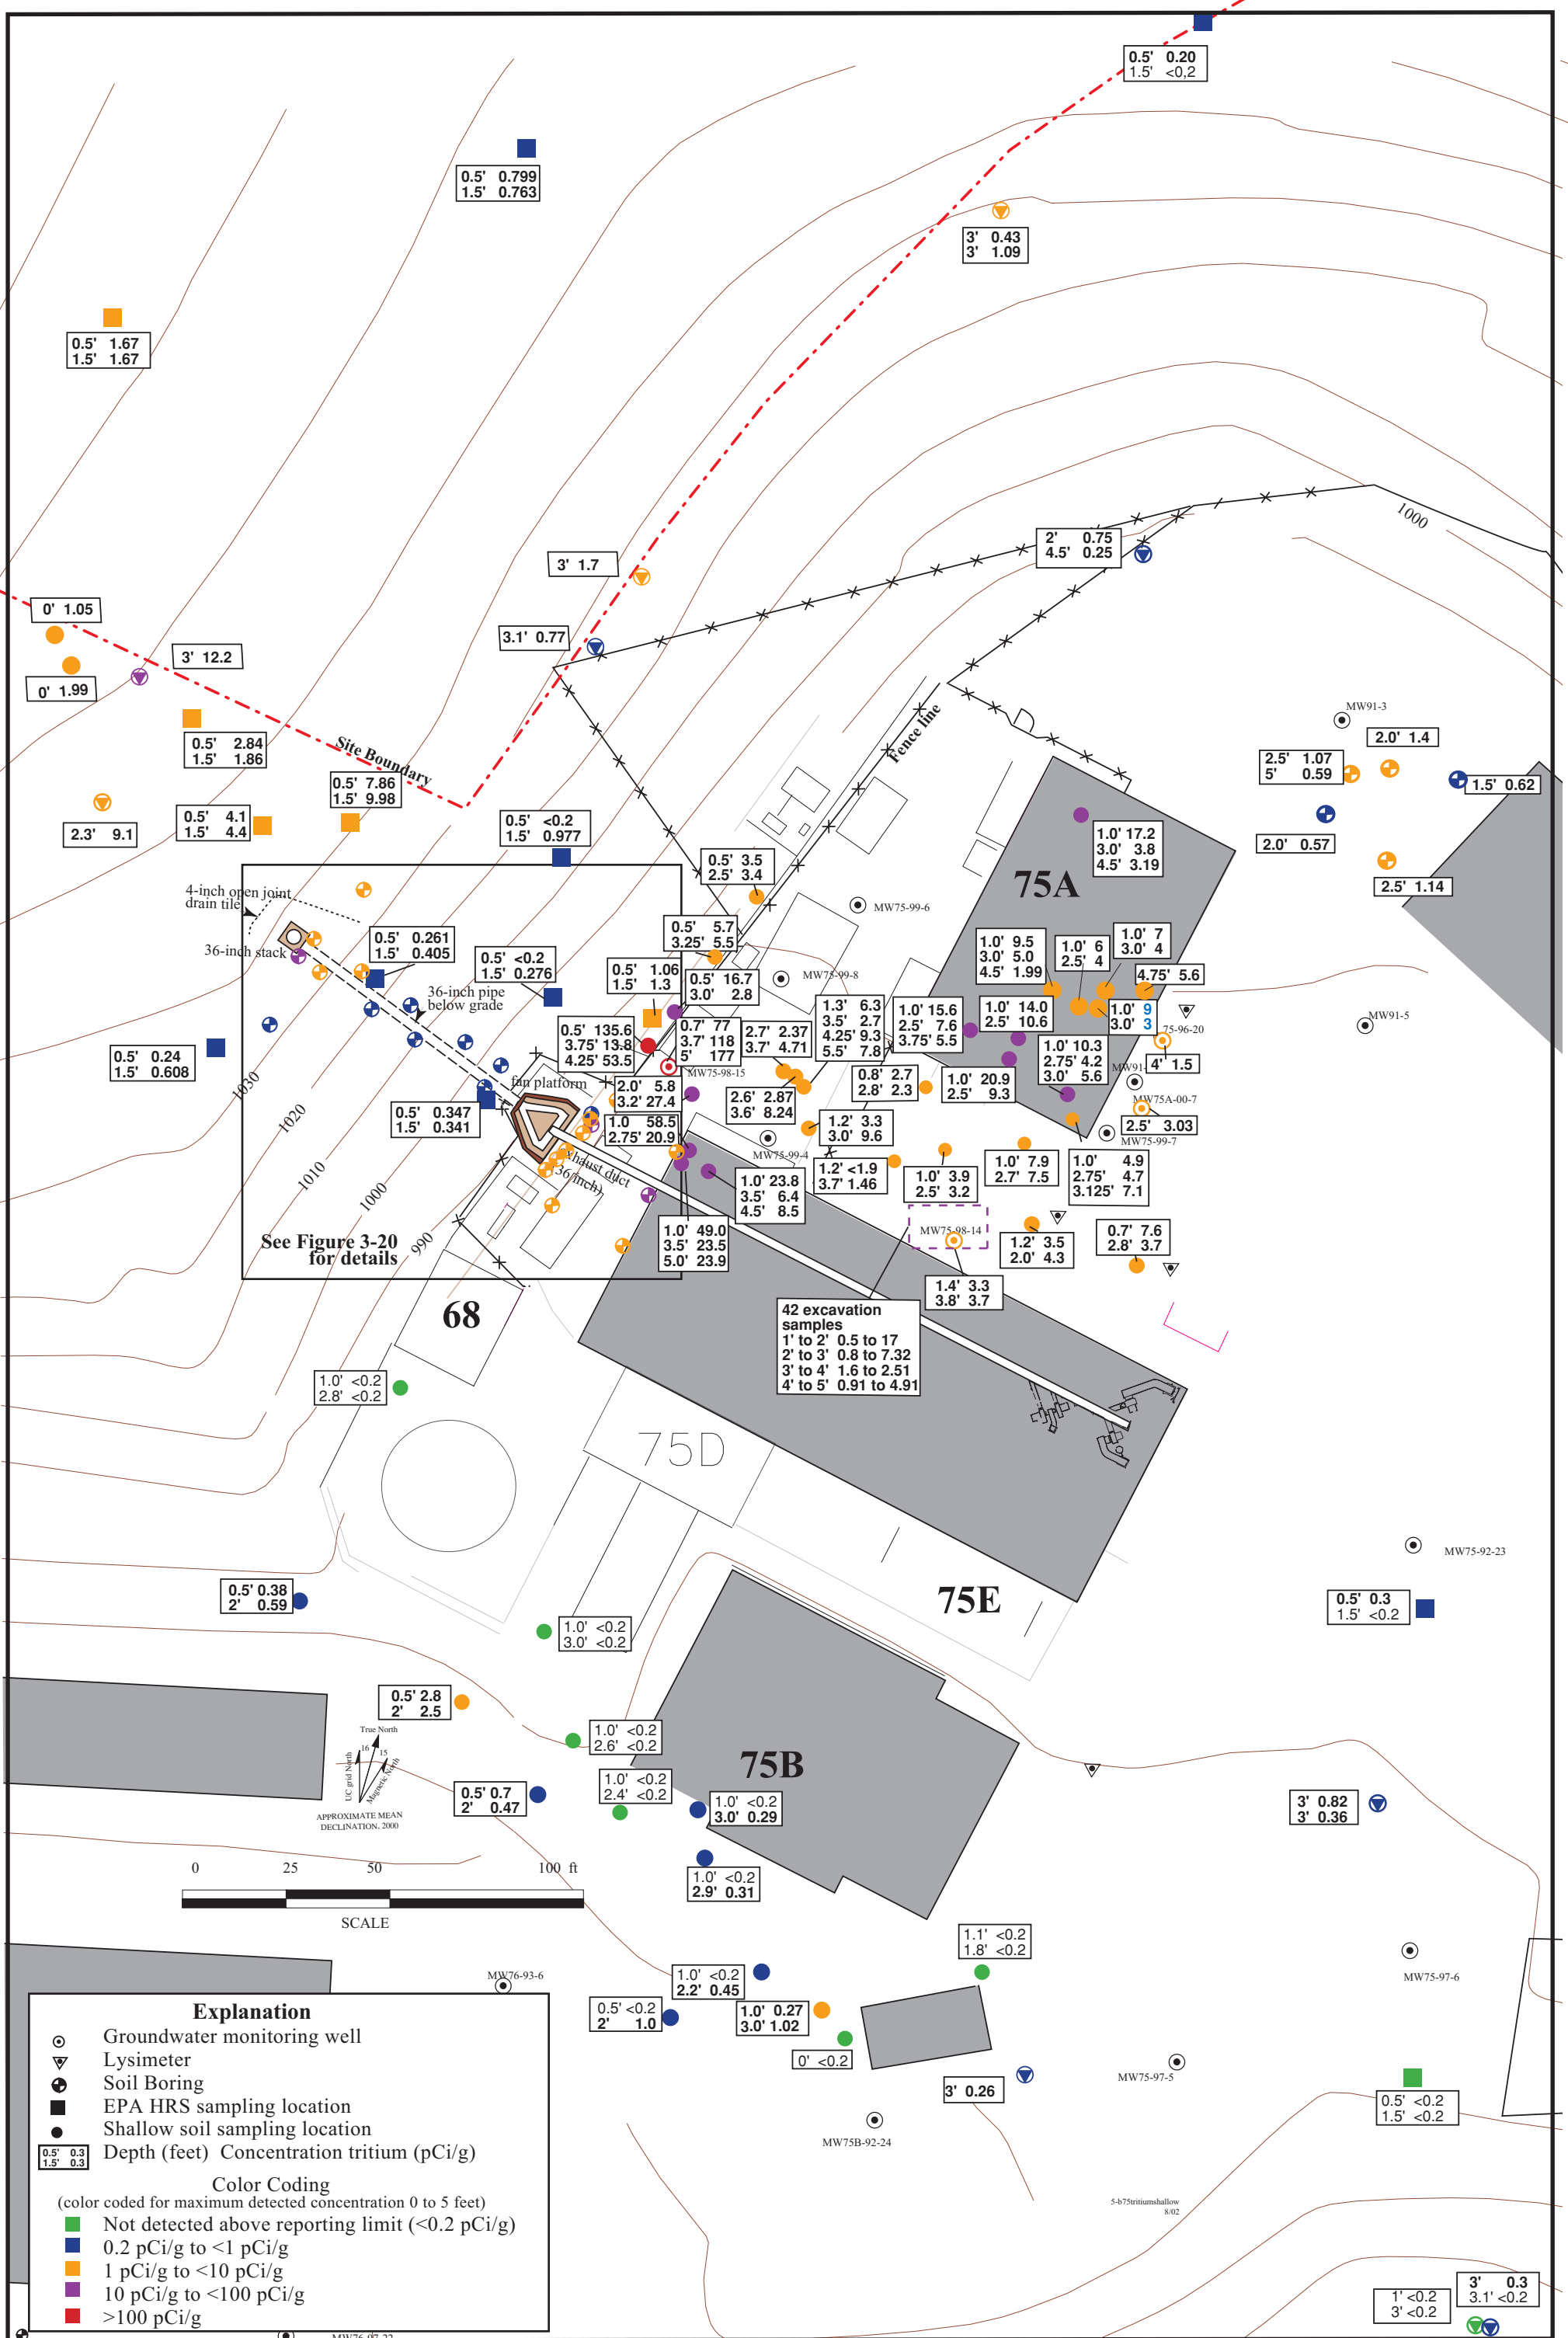 0.5' 0.20
1.5' <0,2
0.5' 0.799
1.5' 0.763
3' 0.43
3' 1.09
0.5' 1.67
1.5' 1.67
1000
2' 0.75
4.5' 0.25
3' 1.7
0' 1.05
3.1' 0.77
3' 12.2
0' 1.99
Site Boundary
0.5' 2.84
1.5' 1.86
0.5' 7.86
1.5' 9.98
2.3' 9.1
0.5' 4.1
1.5' 4.4
0.5' <0.2
1.5' 0.977
Fence line
MW91-3
2.0' 1.4
2.5' 1.07
5' 0.59
1.5' 0.62
2.0' 0.57
2.5' 1.14
1.0' 17.2
3.0' 3.8
4.5' 3.19
75A
0.5' 3.5
2.5' 3.4
4-inch open joint
drain tile
36-inch stack
0.5' 0.261
1.5' 0.405
0.5' <0.2
1.5' 0.276
36-inch pipe
below grade
0.5' 5.7
3.25' 5.5
MW75-99-6
MW75-99-8
0.5' 1.06
1.5' 1.3
0.5' 16.7
3.0' 2.8
1.0' 9.5
3.0' 5.0
4.5' 1.99
1.0' 6
2.5' 4
1.0' 7
3.0' 4
4.75' 5.6
1.0' 9
3.0' 3
75-96-20
4' 1.5
MW91-5
0.5' 135.6
3.75' 13.8
4.25' 53.5
0.7' 77
3.7' 118
5' 177
MW75-98-15
2.7' 2.37
3.7' 4.71
1.3' 6.3
3.5' 2.7
4.25' 9.3
5.5' 7.8
1.0' 15.6
2.5' 7.6
3.75' 5.5
1.0' 14.0
2.5' 10.6
1.0' 10.3
2.75' 4.2
3.0' 5.6
MW91-
MW75A-00-7
2.5' 3.03
MW75-99-7
0.5' 0.24
1.5' 0.608
1030
1020
1010
1000
990
fan platform
0.5' 0.347
1.5' 0.341
2.0' 5.8
3.2' 27.4
1.0 58.5
2.75' 20.9
2.6' 2.87
3.6' 8.24
0.8' 2.7
2.8' 2.3
1.0' 20.9
2.5' 9.3
1.2' 3.3
3.0' 9.6
MW75-99-4
1.2' <1.9
3.7' 1.46
1.0' 3.9
2.5' 3.2
1.0' 7.9
2.7' 7.5
1.0' 4.9
2.75' 4.7
3.125' 7.1
xhaust duct
36 inch)
1.0' 23.8
3.5' 6.4
4.5' 8.5
1.0' 49.0
3.5' 23.5
5.0' 23.9
MW75-98-14
1.2' 3.5
2.0' 4.3
0.7' 7.6
2.8' 3.7
1.4' 3.3
3.8' 3.7
See Figure 3-20
for details
68
42 excavation
samples
1' to 2' 0.5 to 17
2' to 3' 0.8 to 7.32
3' to 4' 1.6 to 2.51
4' to 5' 0.91 to 4.91
1.0' <0.2
2.8' <0.2
75D
75E
MW75-92-23
0.5' 0.3
1.5' <0.2
0.5' 0.38
2' 0.59
1.0' <0.2
3.0' <0.2
0.5' 2.8
2' 2.5
True North
16
15
UC grid North
Magnetic North
APPROXIMATE MEAN
DECLINATION, 2000
1.0' <0.2
2.6' <0.2
75B
1.0' <0.2
2.4' <0.2
0.5' 0.7
2' 0.47
1.0' <0.2
3.0' 0.29
3' 0.82
3' 0.36
0 25 50 100 ft
SCALE
1.0' <0.2
2.9' 0.31
1.1' <0.2
1.8' <0.2
MW76-93-6
1.0' <0.2
2.2' 0.45
0.5' <0.2
2' 1.0
1.0' 0.27
3.0' 1.02
0' <0.2
MW75-97-6
3' 0.26
MW75-97-5
0.5' <0.2
1.5' <0.2
MW75B-92-24
5-b75tritiumshallow
8/02
3' 0.3
3.1' <0.2
1' <0.2
3' <0.2
Explanation
Groundwater monitoring well
Lysimeter
Soil Boring
EPA HRS sampling location
Shallow soil sampling location
0.5' 0.3
1.5' 0.3
Depth (feet) Concentration tritium (pCi/g)
Color Coding
(color coded for maximum detected concentration 0 to 5 feet)
Not detected above reporting limit (<0.2 pCi/g)
0.2 pCi/g to <1 pCi/g
1 pCi/g to <10 pCi/g
10 pCi/g to <100 pCi/g
>100 pCi/g